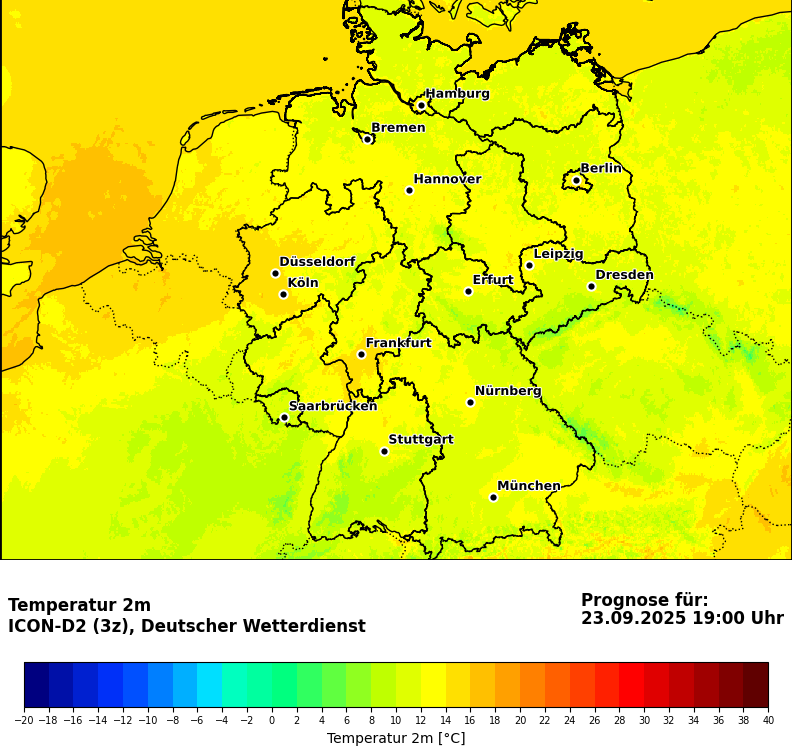 Hamburg
Bremen
Berlin
Hannover
Düsseldorf
Leipzig
Köln
Erfurt
Dresden
Frankfurt
Nürnberg
Saarbrücken
Stuttgart
München
Temperatur 2m
ICON-D2 (3z), Deutscher Wetterdienst
Prognose für:
23.09.2025 19:00 Uhr
−20 −18 −16 −14 −12 −10 −8 −6 −4 −2 0 2 4 6 8 10 12 14 16 18 20 22 24 26 28 30 32 34 36 38 40
Temperatur 2m [°C]